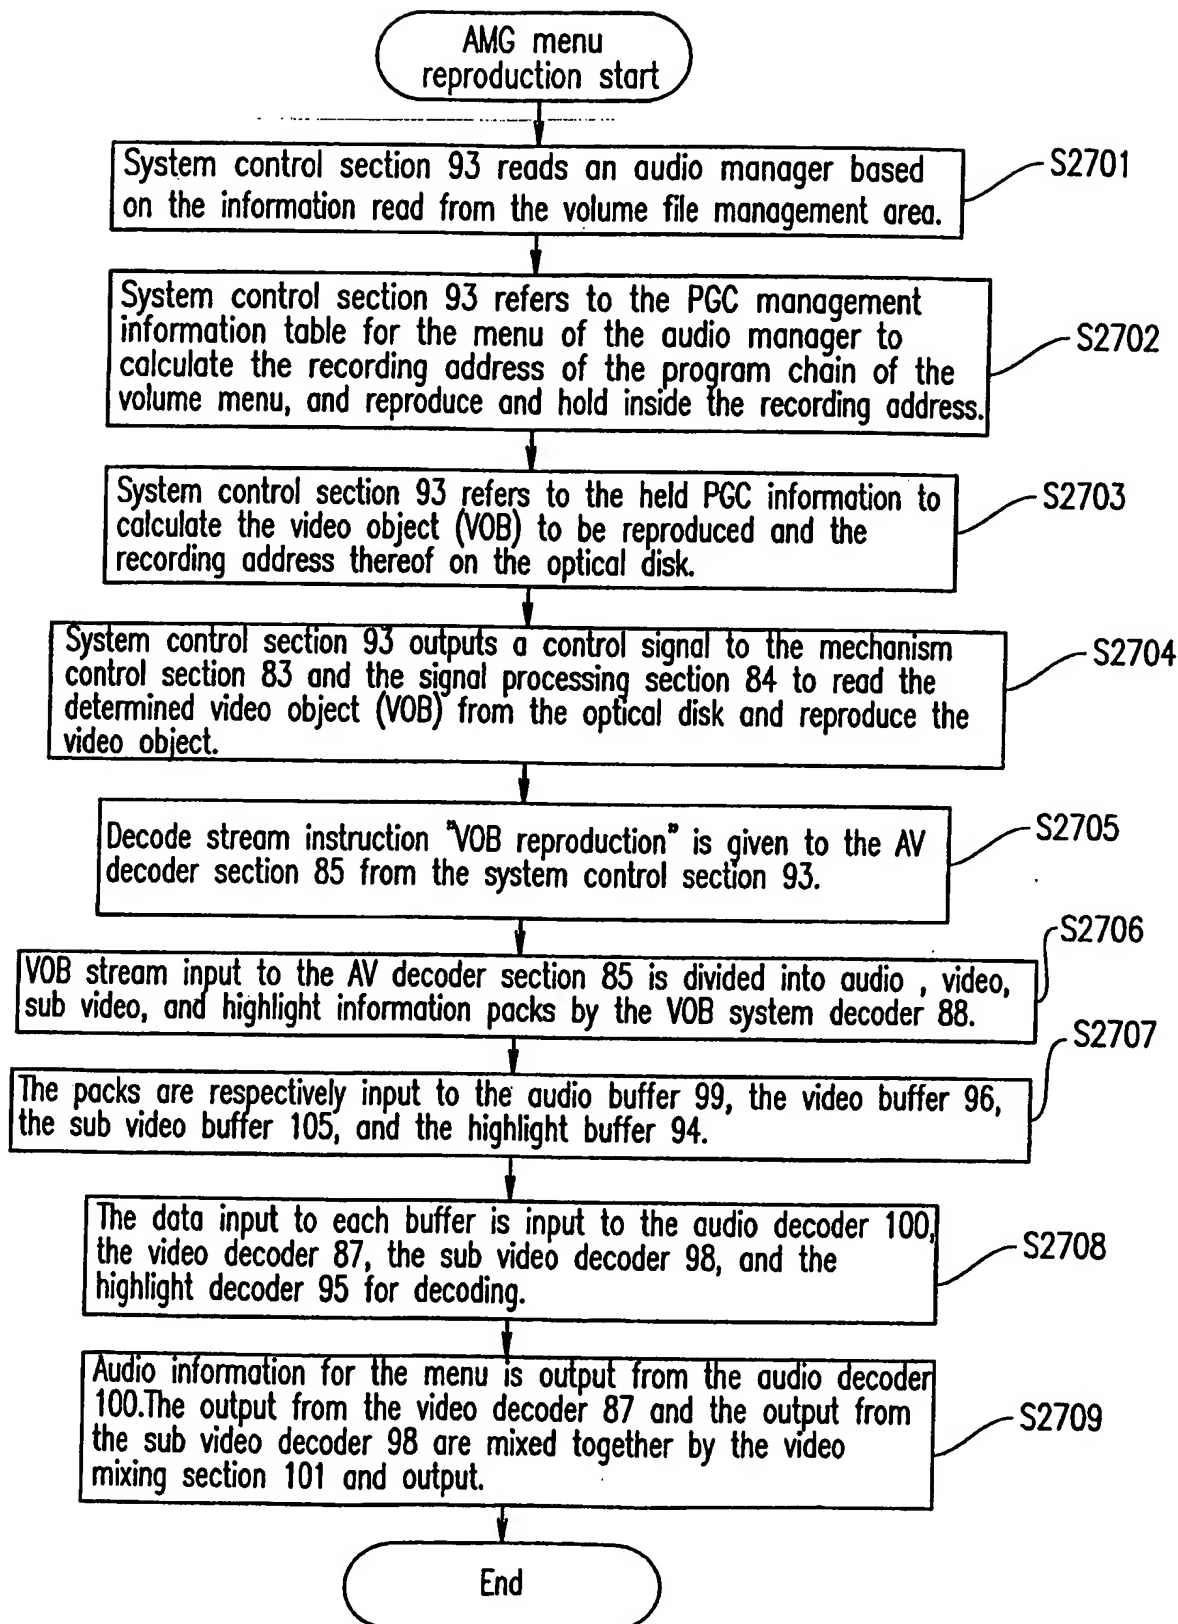 AMG menu
reproduction start
System control section 93 reads an audio manager based
on the information read from the volume file management area.
S2701
System control section 93 refers to the PGC management
information table for the menu of the audio manager to
calculate the recording address of the program chain of the
volume menu, and reproduce and hold inside the recording address.
S2702
System control section 93 refers to the held PGC information to
calculate the video object (VOB) to be reproduced and the
recording address thereof on the optical disk.
S2703
System control section 93 outputs a control signal to the mechanism
control section 83 and the signal processing section 84 to read the
determined video object (VOB) from the optical disk and reproduce the
video object.
S2704
Decode stream instruction "VOB reproduction" is given to the AV
decoder section 85 from the system control section 93.
S2705
VOB stream input to the AV decoder section 85 is divided into audio , video,
sub video, and highlight information packs by the VOB system decoder 88.
S2706
The packs are respectively input to the audio buffer 99, the video buffer 96,
the sub video buffer 105, and the highlight buffer 94.
S2707
The data input to each buffer is input to the audio decoder 100,
the video decoder 87, the sub video decoder 98, and the
highlight decoder 95 for decoding.
S2708
Audio information for the menu is output from the audio decoder
100.The output from the video decoder 87 and the output from
the sub video decoder 98 are mixed together by the video
mixing section 101 and output.
S2709
End